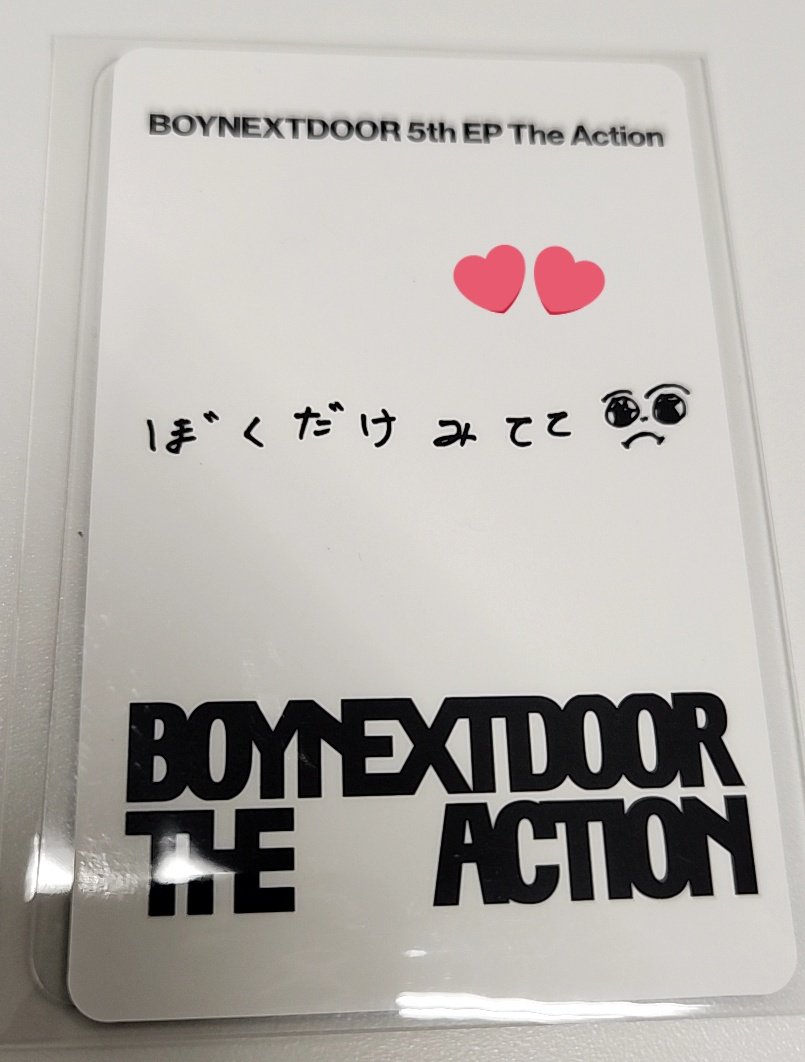 BOYNEXTDOOR 5th EP The Action
ぼくだけみてて
BOYNEXTDOOR
THE ACTION